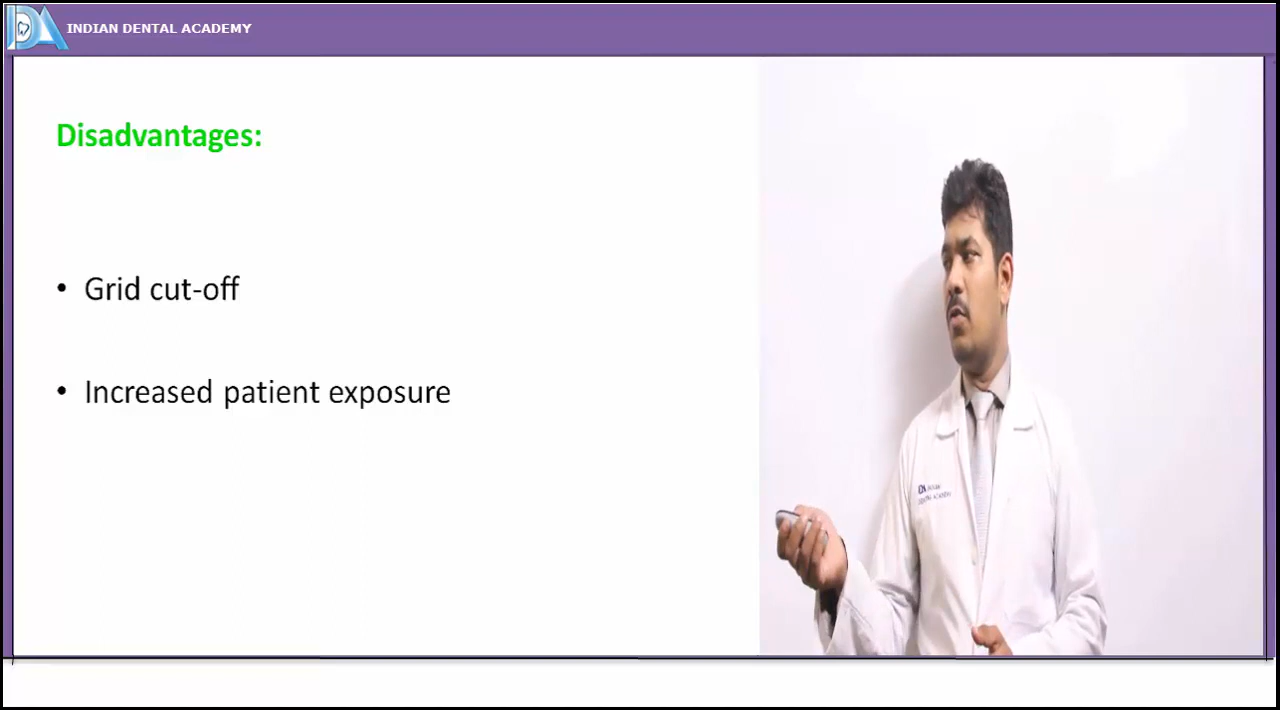 INDIAN DENTAL ACADEMY
Disadvantages:
• Grid cut-off
• Increased patient exposure